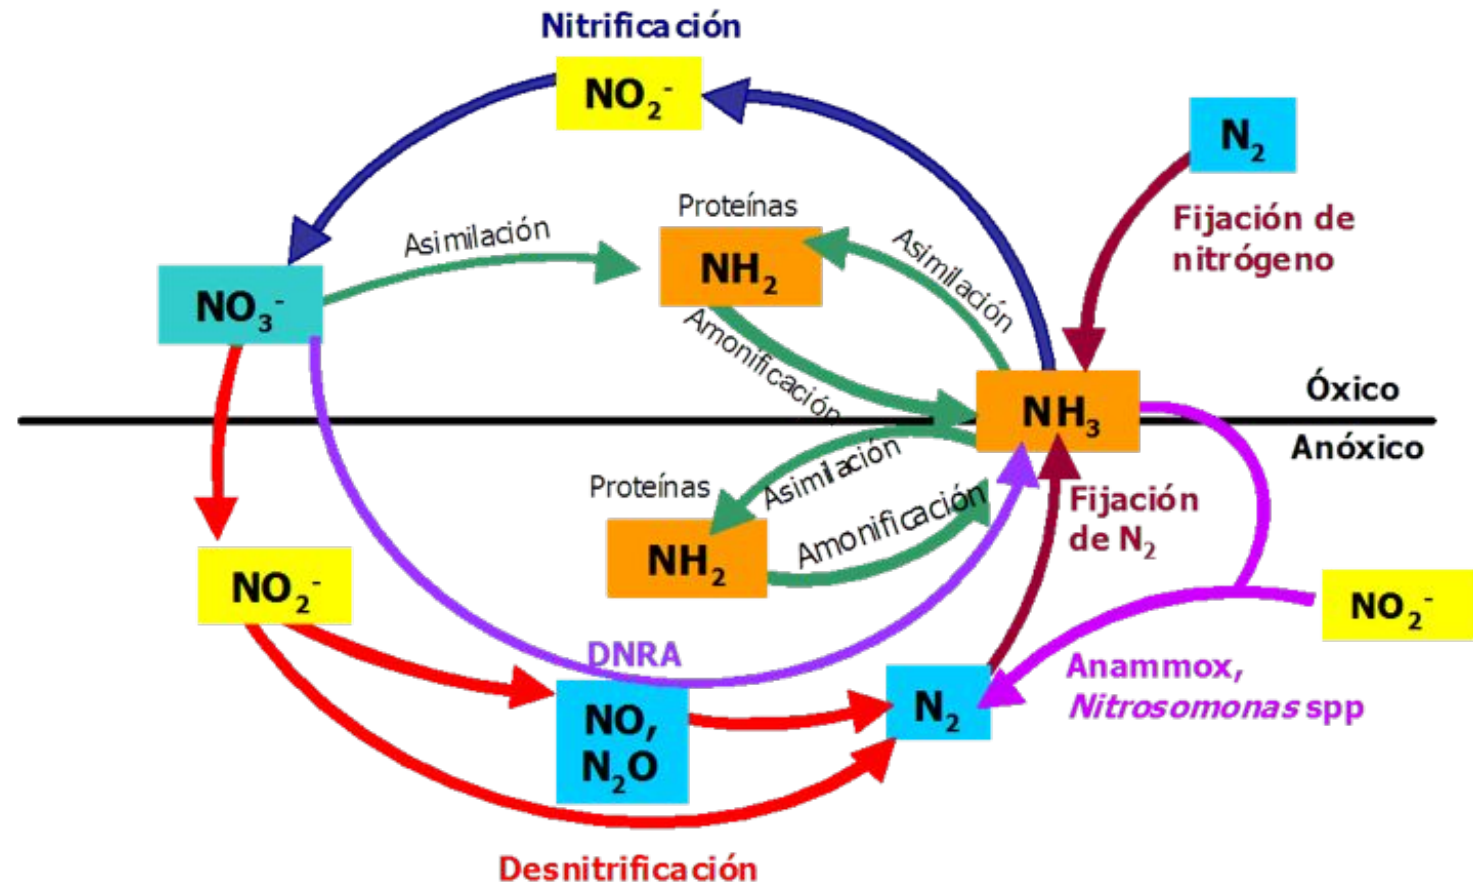 Nitrificación
NO₂⁻
N₂
Proteínas
Asimilación
Asimilación
Fijación de
nitrógeno
NH₂
NO₃⁻
Amonificación
Óxico
NH₃
Anóxico
Asimilación
Proteínas
Amonificación
Fijación
de N₂
NH₂
NO₂⁻
NO₂⁻
DNRA
Anammox,
Nitrosomonas spp
N₂
NO,
N₂O
Desnitrificación